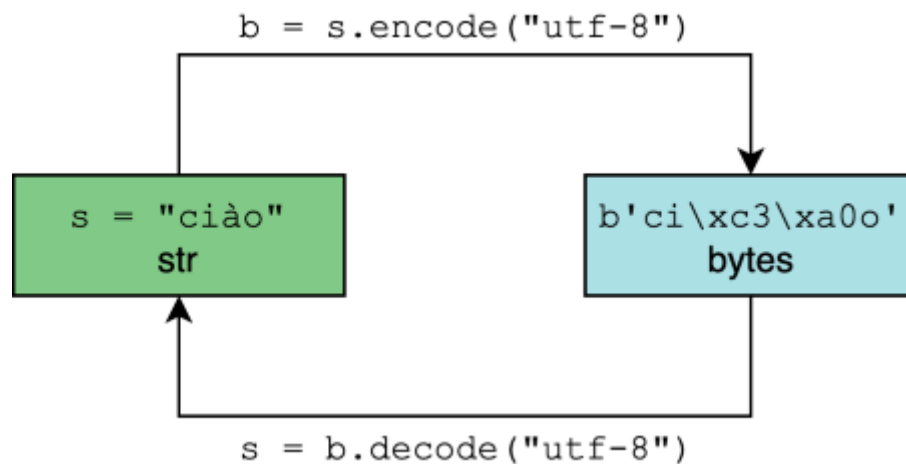 b = s.encode("utf-8")
s = "ciào"
str
b'ci\xc3\xa0o'
bytes
s = b.decode("utf-8")